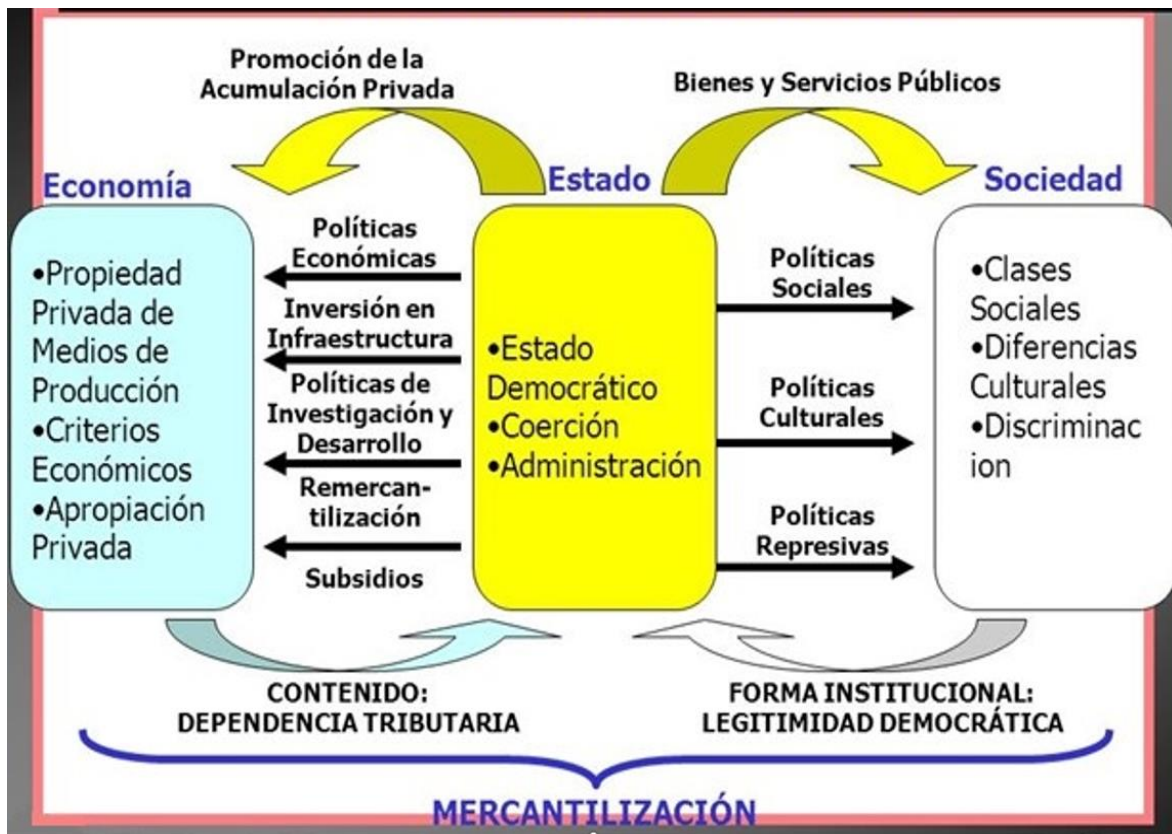 Promoción de la
Acumulación Privada
Bienes y Servicios Públicos
Economía
Estado
Sociedad
•Propiedad
Privada de
Medios de
Producción
•Criterios
Económicos
•Apropiación
Privada
Políticas
Económicas
Inversión en
Infraestructura
Políticas de
Investigación y
Desarrollo
Remercan-
tilización
Subsidios
•Estado
Democrático
•Coerción
•Administración
Políticas
Sociales
Políticas
Culturales
Políticas
Represivas
•Clases
Sociales
•Diferencias
Culturales
•Discriminac
ion
CONTENIDO:
DEPENDENCIA TRIBUTARIA
FORMA INSTITUCIONAL:
LEGITIMIDAD DEMOCRÁTICA
MERCANTILIZACIÓN